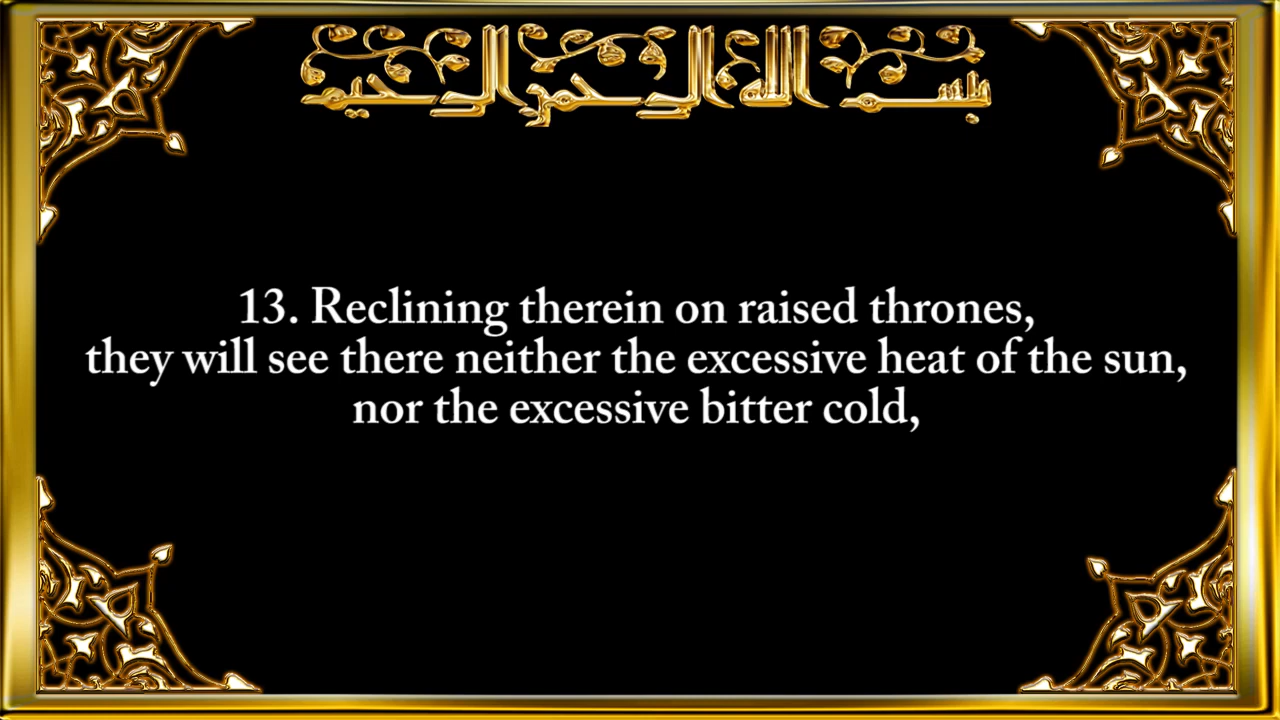 بسم الله الرحمن الرحيم
13. Reclining therein on raised thrones,
they will see there neither the excessive heat of the sun,
nor the excessive bitter cold,